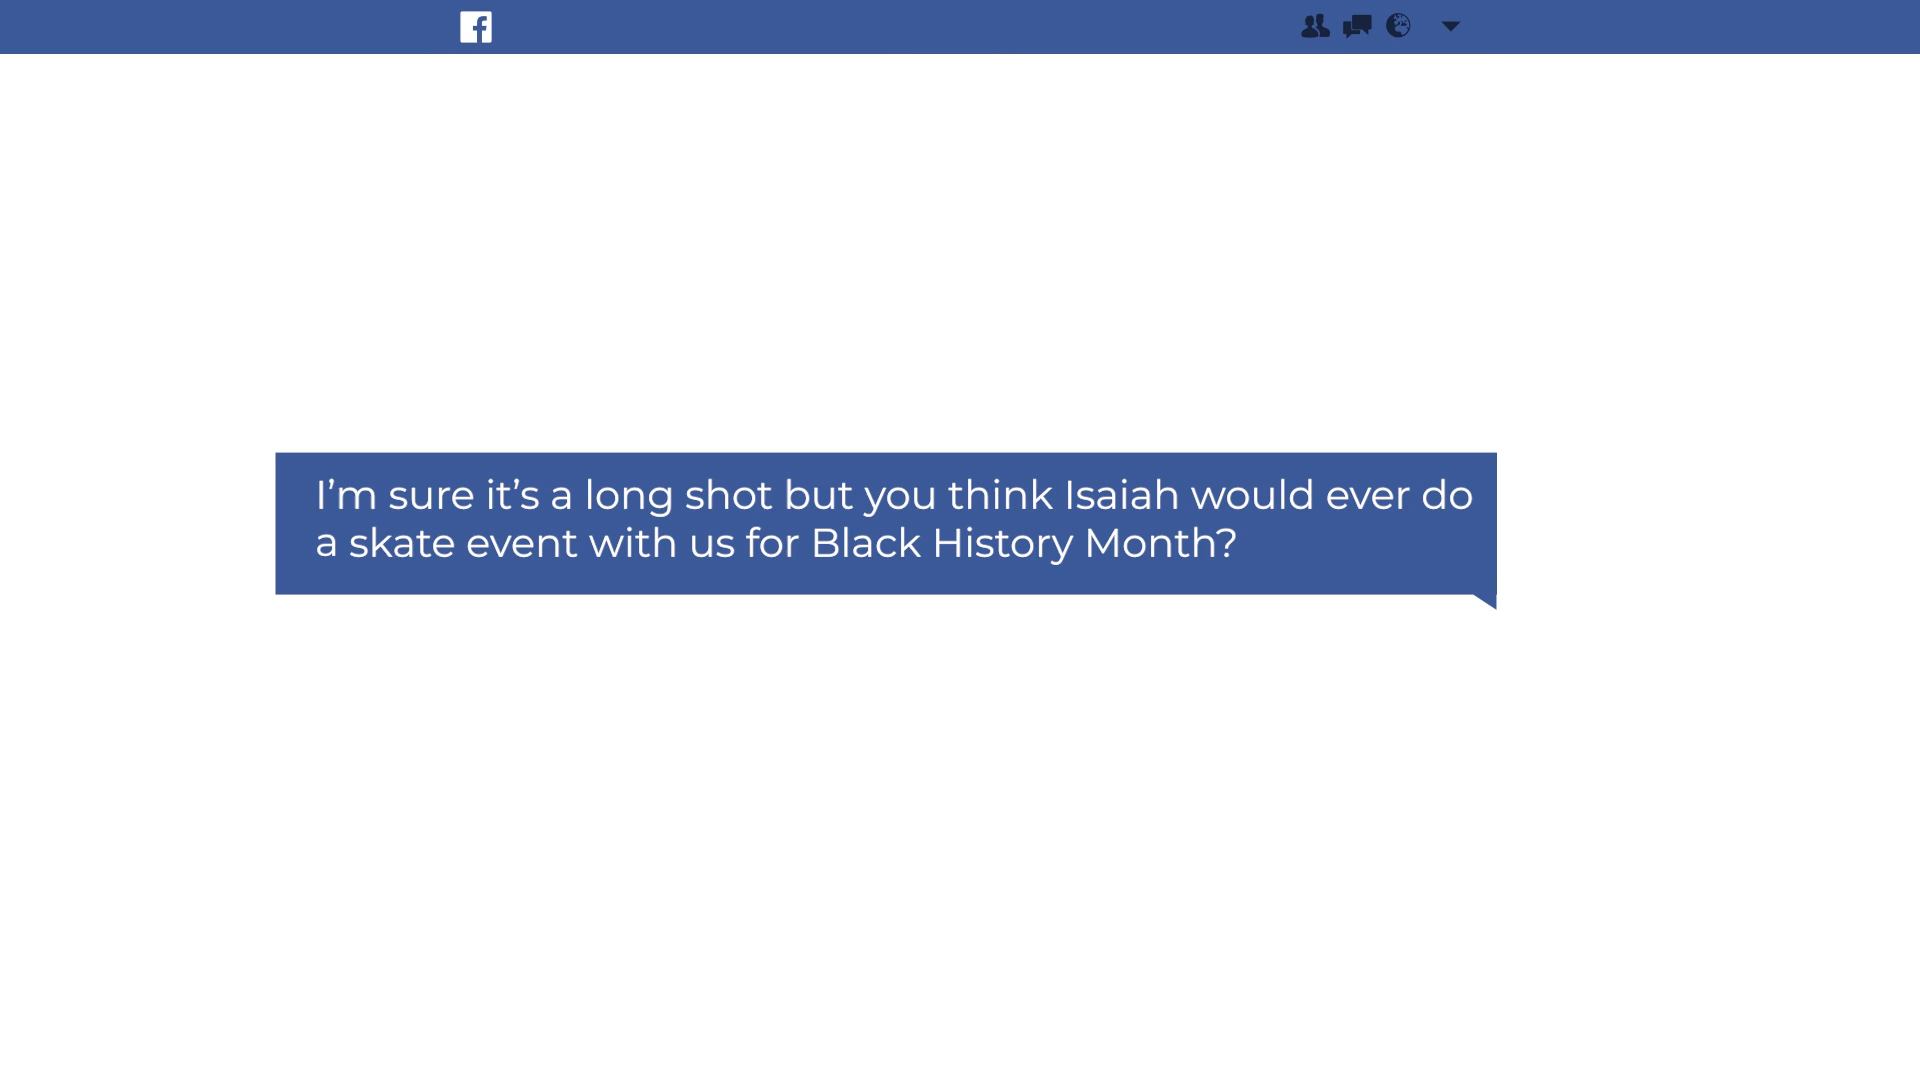 I’m sure it’s a long shot but you think Isaiah would ever do
a skate event with us for Black History Month?